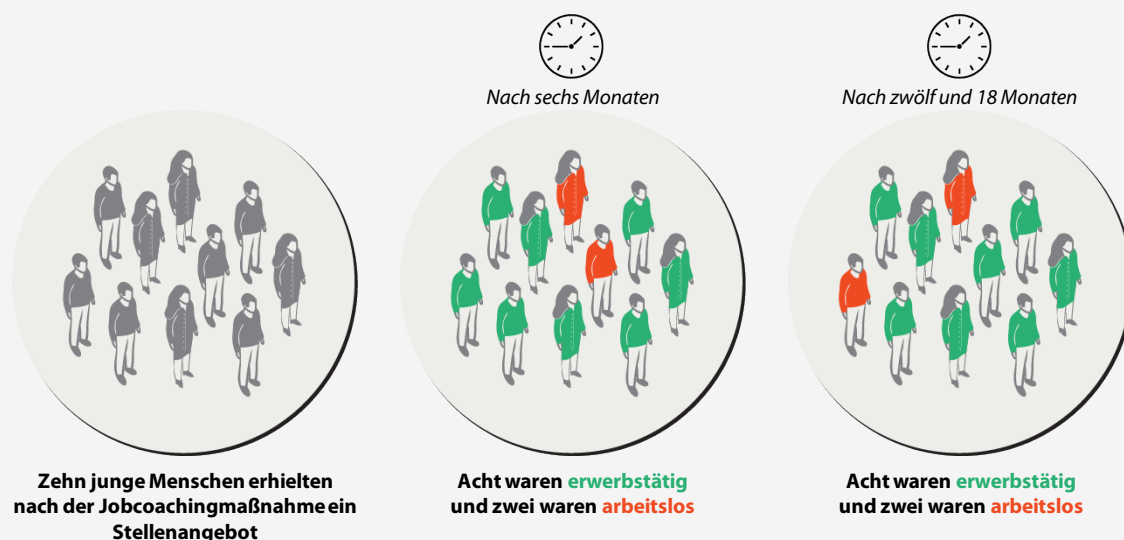 Nach sechs Monaten
Nach zwölf und 18 Monaten
Zehn junge Menschen erhielten
nach der Jobcoachingmaßnahme ein
Stellenangebot
Acht waren erwerbstätig
und zwei waren arbeitslos
Acht waren erwerbstätig
und zwei waren arbeitslos